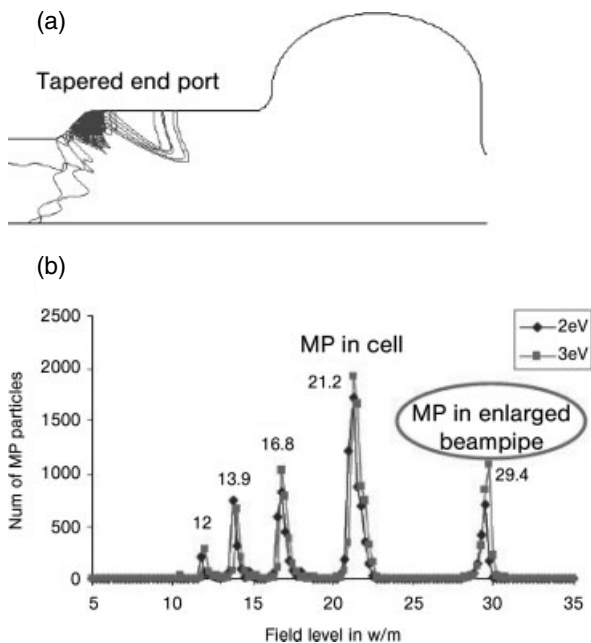 (a)
Tapered end port
(b)
2500
2000
1500
1000
500
0
Num of MP particles
5
10
15
20
25
30
35
Field level in w/m
12
13.9
16.8
21.2
29.4
MP in cell
MP in enlarged
beampipe
2eV
3eV